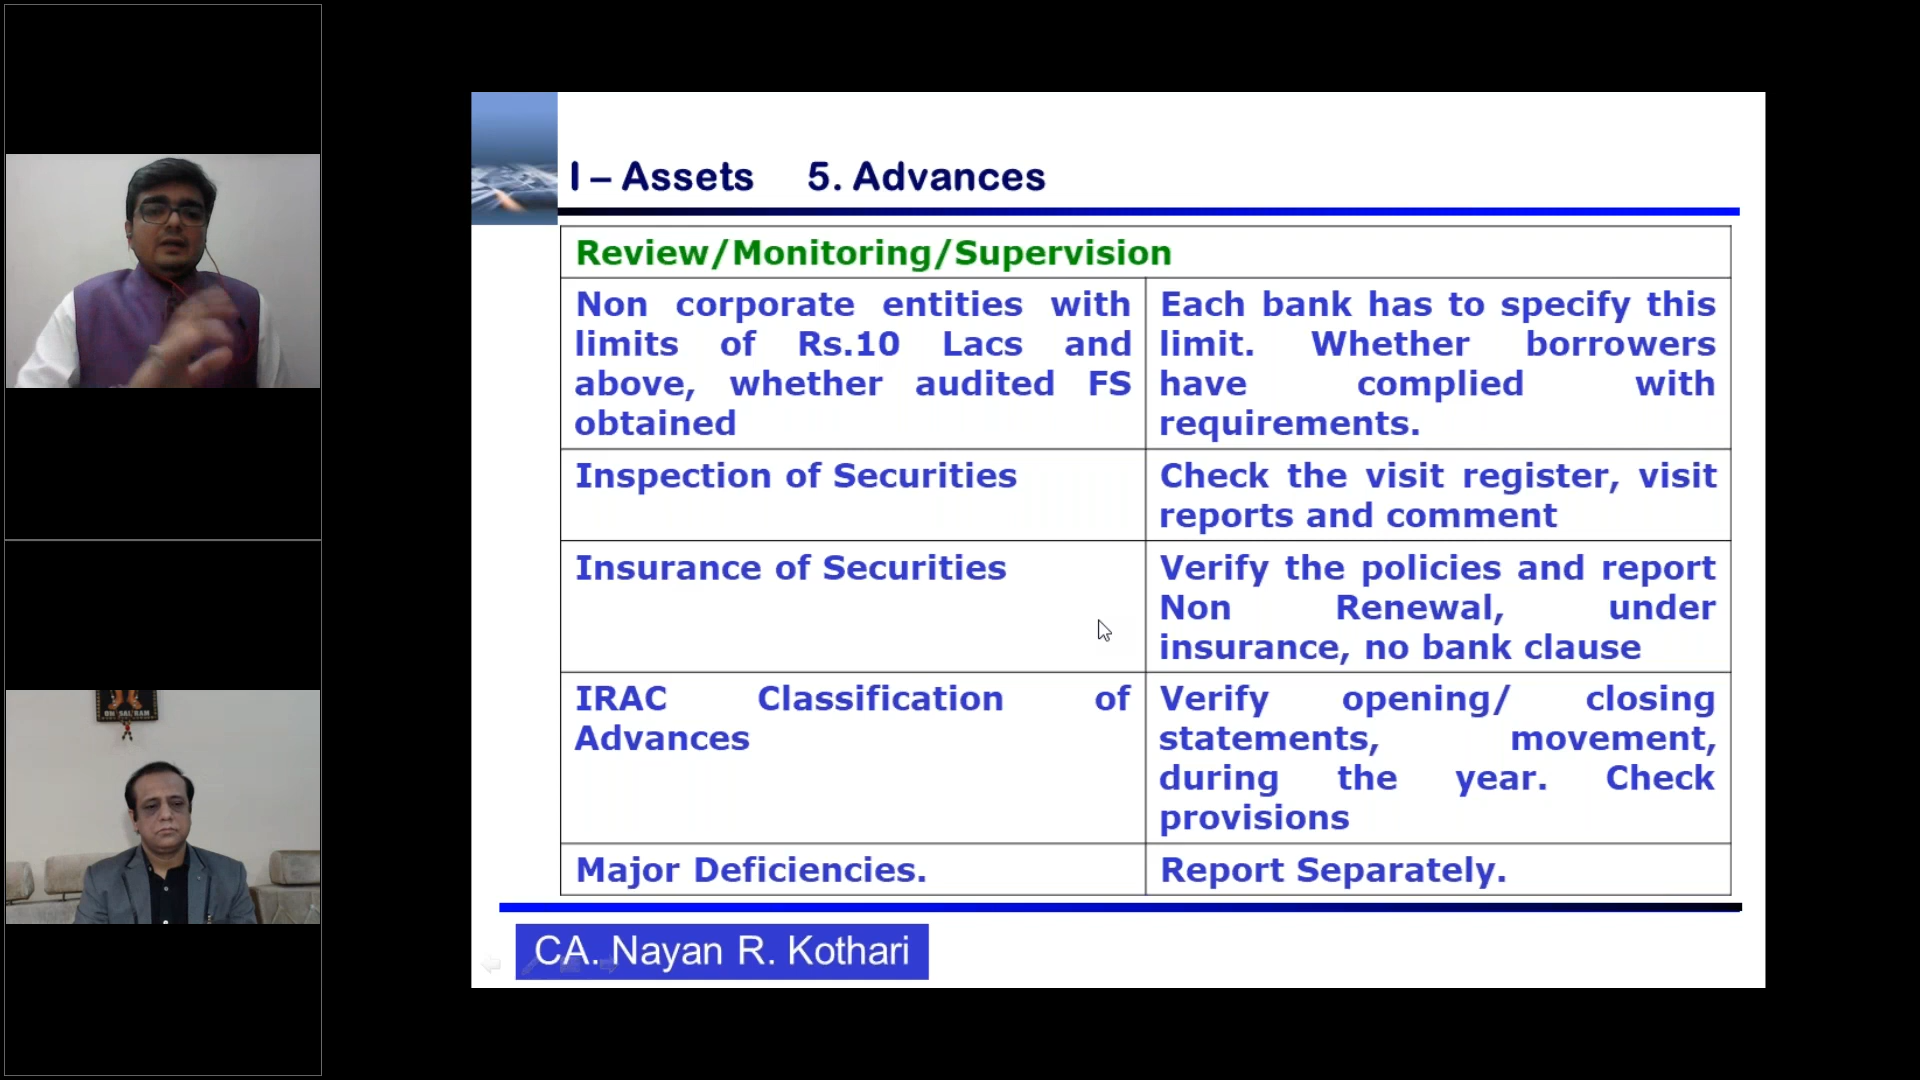 I – Assets 5. Advances
Review/Monitoring/Supervision
Non corporate entities with
limits of Rs.10 Lacs and
above, whether audited FS
obtained
Each bank has to specify this
limit. Whether borrowers
have complied with
requirements.
Inspection of Securities
Check the visit register, visit
reports and comment
Insurance of Securities
Verify the policies and report
Non Renewal, under
insurance, no bank clause
IRAC Classification of
Advances
Verify opening/ closing
statements, movement,
during the year. Check
provisions
Major Deficiencies.
Report Separately.
CA. Nayan R. Kothari